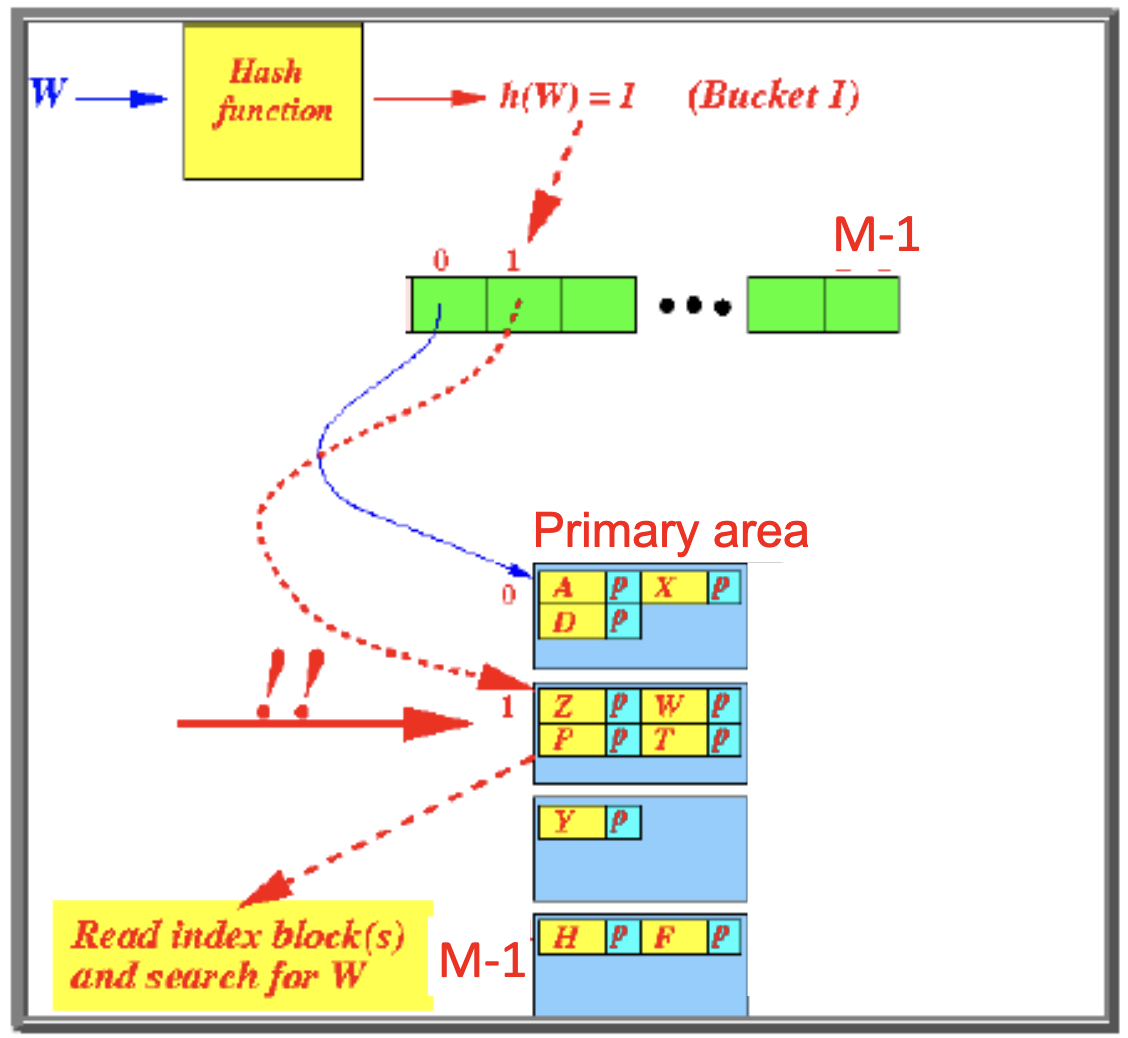 W
Hash
function
h(W) = 1 (Bucket 1)
M-1
0 1
Primary area
0
A p X p
D p
!!
1
Z p W p
P p T p
Y p
Read index block(s)
and search for W
M-1
H p F p